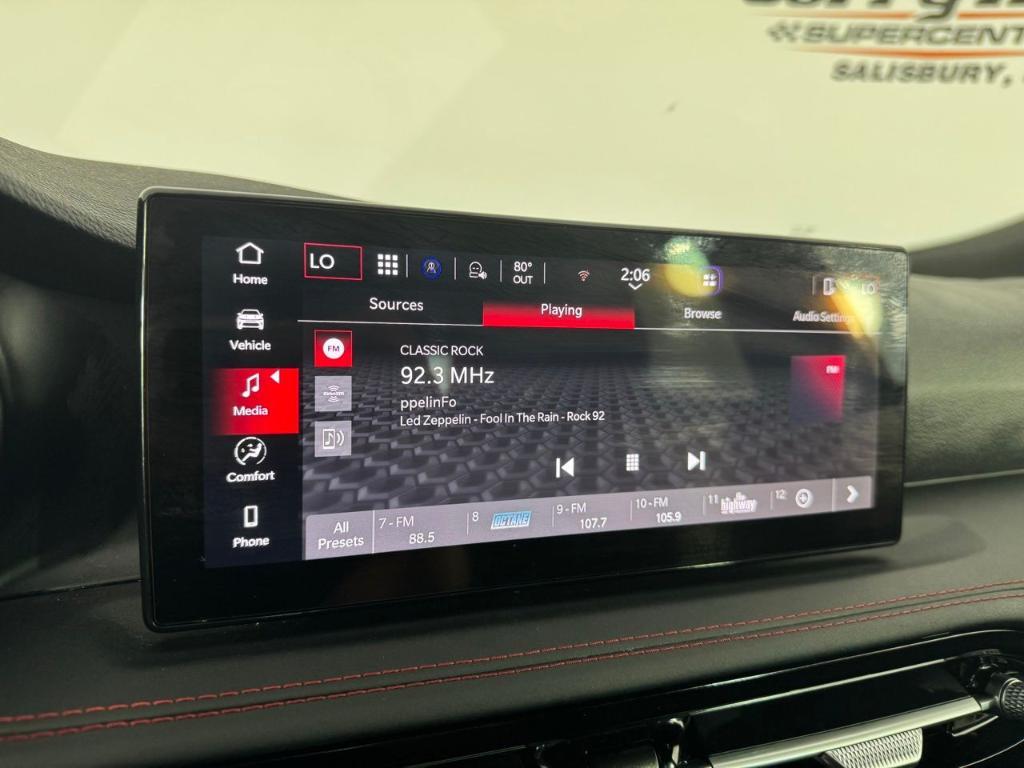 SUPERCENT
SALISBURY,
Home
LO
80°
OUT
2:06
LO
Vehicle
Sources
Playing
Browse
Audio Settings
FM
CLASSIC ROCK
92.3 MHz
ppelinFo
Led Zeppelin - Fool In The Rain - Rock 92
FM
Media
Comfort
Phone
All
Presets
7 - FM
88.5
8
OCTANE
9 - FM
107.7
10 - FM
105.9
11
the
highway
12